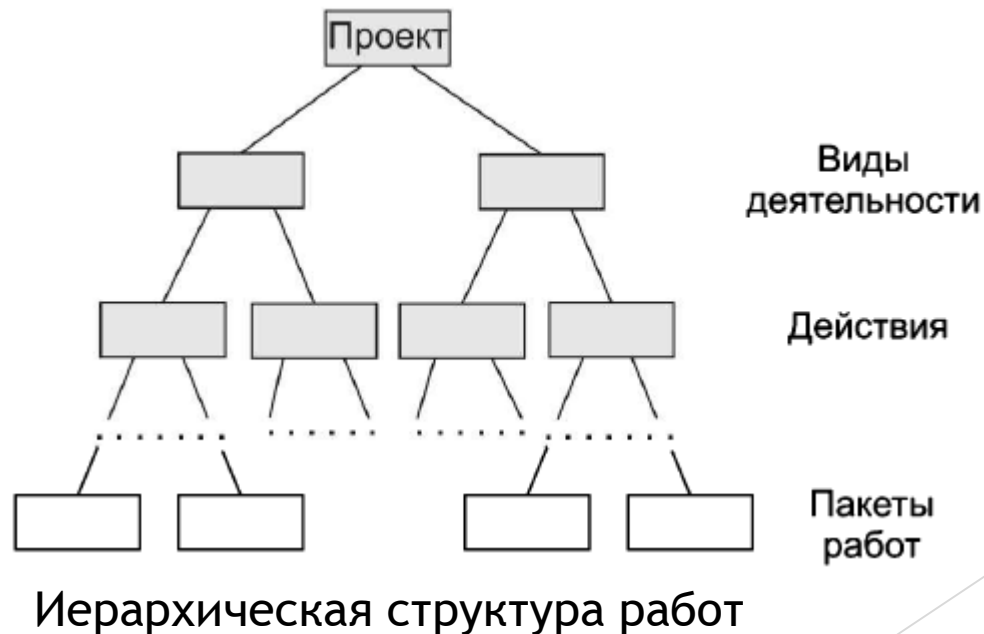 Проект
Виды
деятельности
Действия
Пакеты
работ
Иерархическая структура работ